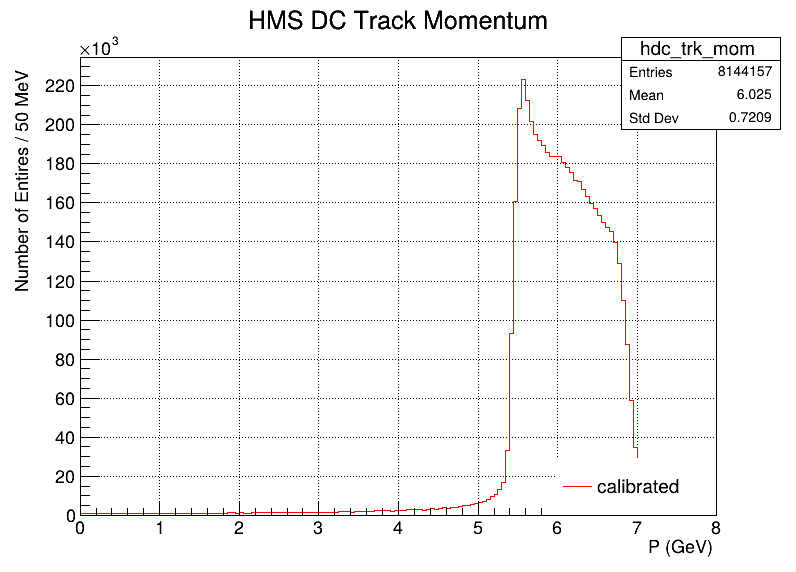 HMS DC Track Momentum
×10³
hdc_trk_mom
Entries 8144157
Mean 6.025
Std Dev 0.7209
Number of Entires / 50 MeV
220
200
180
160
140
120
100
80
60
40
20
0
calibrated
0 1 2 3 4 5 6 7 8
P (GeV)